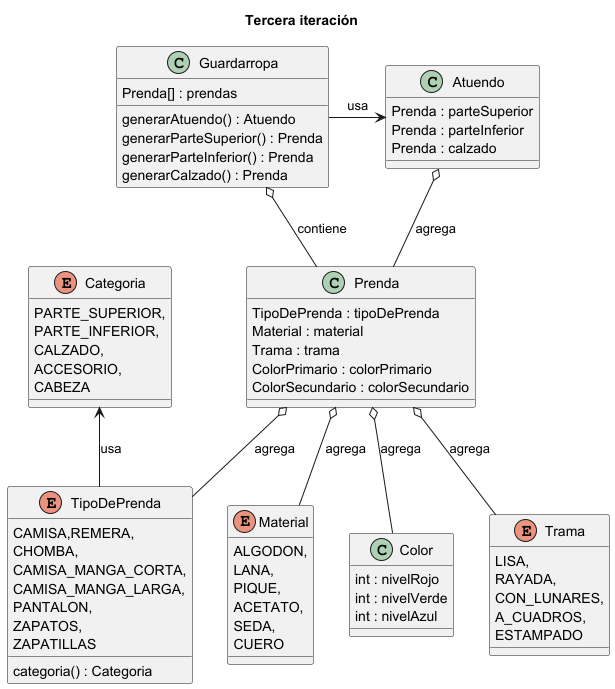 Tercera iteración
C Guardarropa
Prenda[] : prendas
generarAtuendo() : Atuendo
generarParteSuperior() : Prenda
generarParteInferior() : Prenda
generarCalzado() : Prenda
usa
C Atuendo
Prenda : parteSuperior
Prenda : parteInferior
Prenda : calzado
contiene
agrega
E Categoria
PARTE_SUPERIOR,
PARTE_INFERIOR,
CALZADO,
ACCESORIO,
CABEZA
C Prenda
TipoDePrenda : tipoDePrenda
Material : material
Trama : trama
ColorPrimario : colorPrimario
ColorSecundario : colorSecundario
usa
agrega
agrega
agrega
agrega
E TipoDePrenda
CAMISA,REMERA,
CHOMBA,
CAMISA_MANGA_CORTA,
CAMISA_MANGA_LARGA,
PANTALON,
ZAPATOS,
ZAPATILLAS
categoria() : Categoria
E Material
ALGODON,
LANA,
PIQUE,
ACETATO,
SEDA,
CUERO
C Color
int : nivelRojo
int : nivelVerde
int : nivelAzul
E Trama
LISA,
RAYADA,
CON_LUNARES,
A_CUADROS,
ESTAMPADO